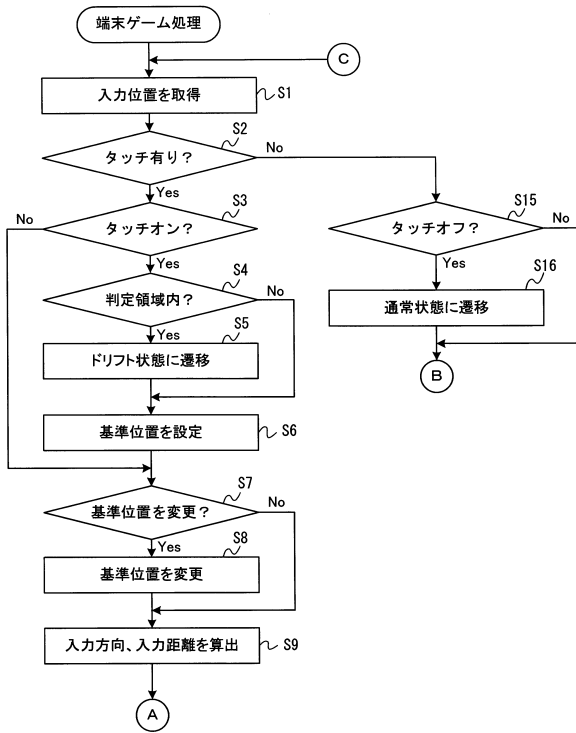 端末ゲーム処理
C
入力位置を取得
S1
タッチ有り?
S2
No
Yes
タッチオン?
S3
No
Yes
タッチオフ?
S15
No
Yes
判定領域内?
S4
No
Yes
通常状態に遷移
S16
ドリフト状態に遷移
S5
B
基準位置を設定
S6
基準位置を変更?
S7
No
Yes
基準位置を変更
S8
入力方向、入力距離を算出
S9
A